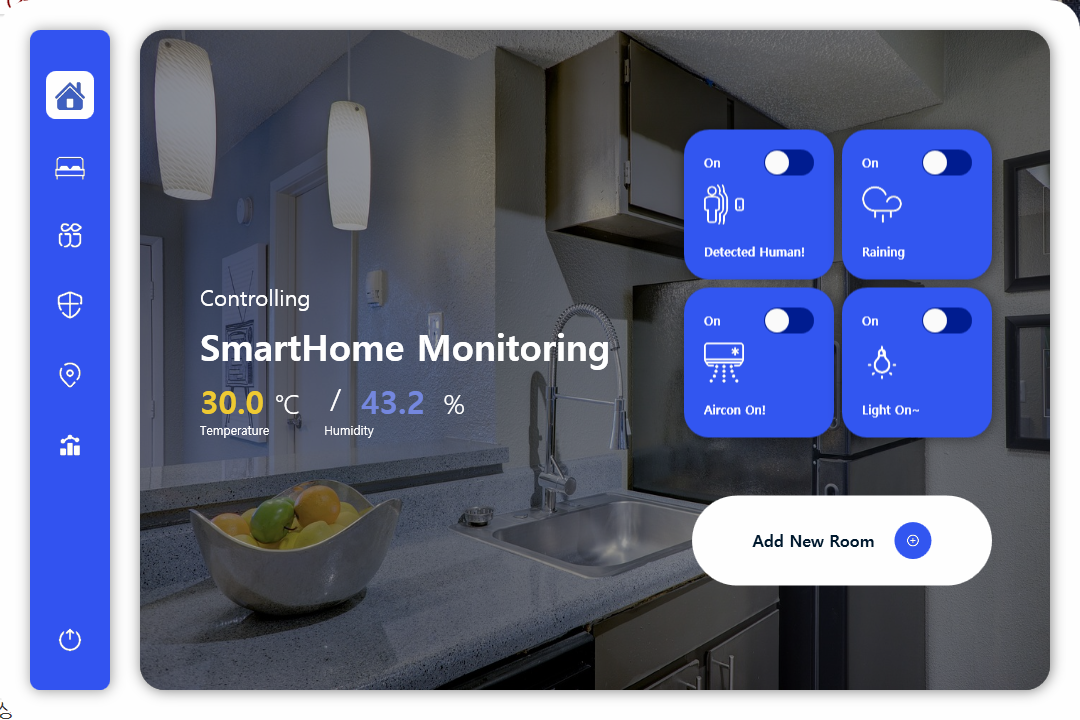 Controlling
SmartHome Monitoring
30.0 ℃ / 43.2 %
Temperature Humidity
On
Detected Human!
On
Raining
On
Aircon On!
On
Light On~
Add New Room